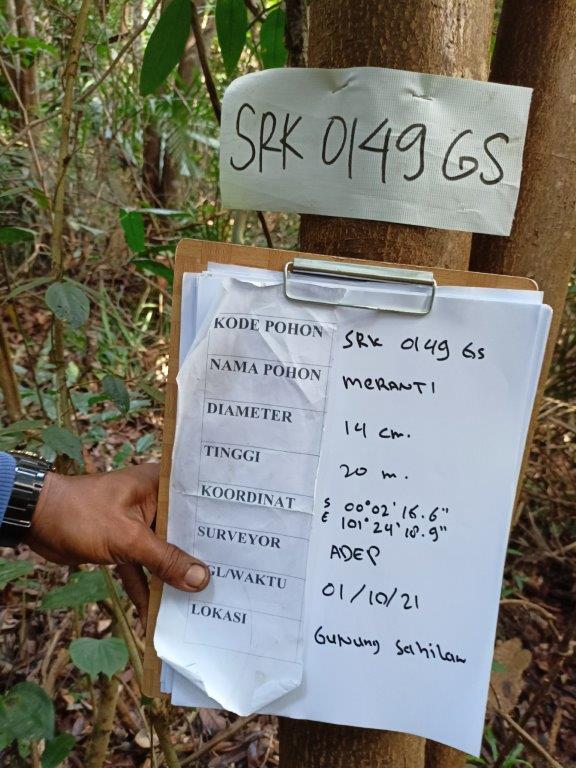 SRK 0149 GS
KODE POHON SRK 0149 GS
NAMA POHON MERANTI
DIAMETER 14 cm.
TINGGI 20 m.
KOORDINAT S 00°02'16.6"
E 101°24'18.9"
SURVEYOR ADEP
GL/WAKTU 01/10/21
LOKASI Gunung Sahilan